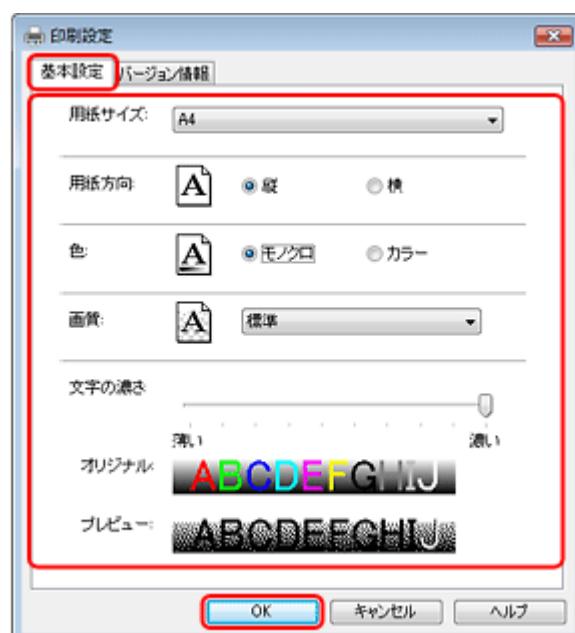 印刷設定
基本設定 バージョン情報
用紙サイズ: A4
用紙方向: A 縦 横
色: A モノクロ カラー
画質: A 標準
文字の濃さ
薄い 濃い
オリジナル: ABCDEFGHIJ
プレビュー: ABCDEFGHIJ
OK キャンセル ヘルプ